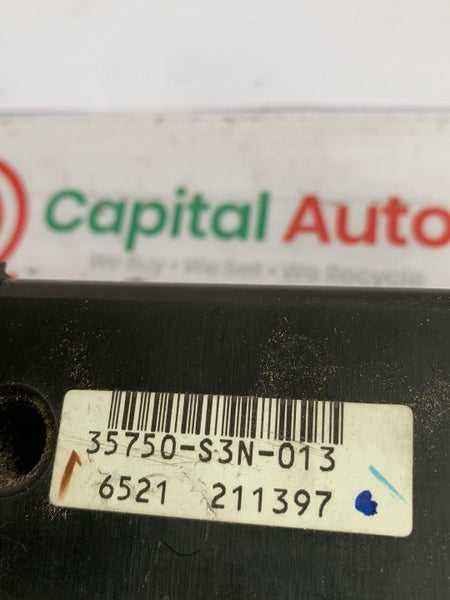 Capital Auto
We Buy • We Sell • We Recycle
35750-S3N-013
6521 211397